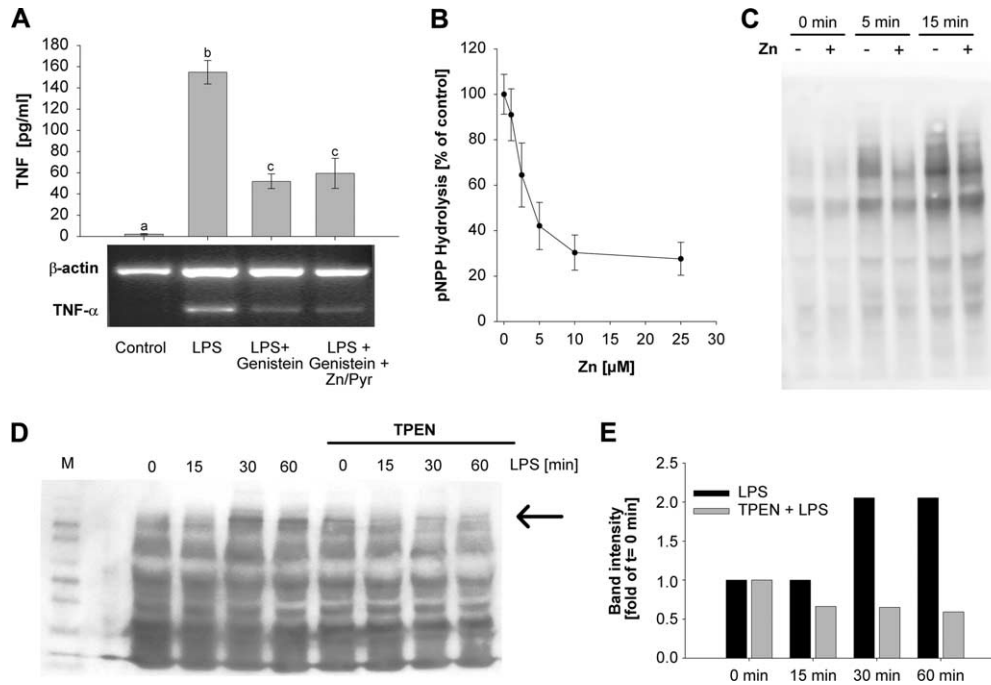 A
TNF [pg/ml]
180
160
140
120
100
80
60
40
20
0
a
b
c
c
β-actin
TNF-α
Control
LPS
LPS+
Genistein
LPS +
Genistein +
Zn/Pyr
B
pNPP Hydrolysis [% of control]
120
100
80
60
40
20
0
0 5 10 15 20 25 30
Zn [µM]
C
0 min 5 min 15 min
Zn - + - + - +
D
TPEN
M 0 15 30 60 0 15 30 60 LPS [min]
E
Band intensity
[fold of t= 0 min]
2.5
2.0
1.5
1.0
0.5
0.0
LPS
TPEN + LPS
0 min 15 min 30 min 60 min